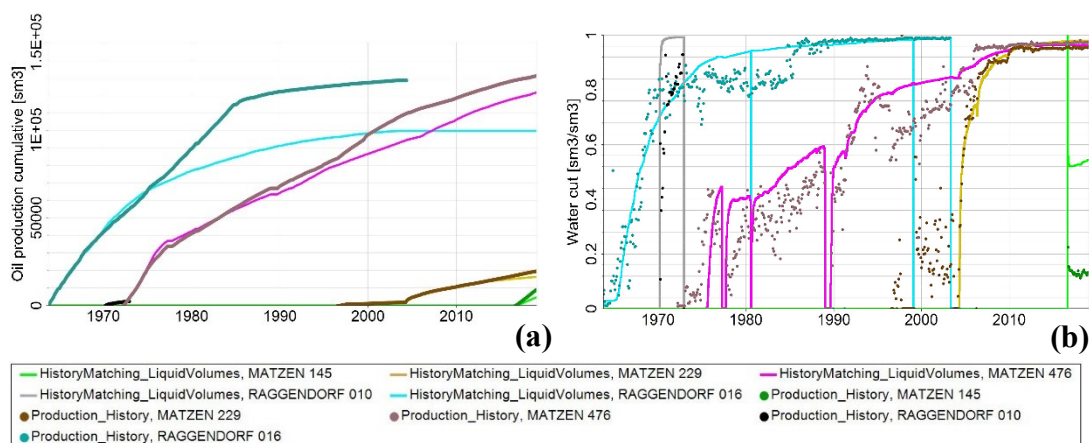 Oil production cumulative [sm3]
1.5E+05
1E+05
50000
0
1970 1980 1990 2000 2010
(a)
Water cut [sm3/sm3]
1
0.8
0.6
0.4
0.2
0
1970 1980 1990 2000 2010
(b)
HistoryMatching_LiquidVolumes, MATZEN 145 HistoryMatching_LiquidVolumes, MATZEN 229 HistoryMatching_LiquidVolumes, MATZEN 476
HistoryMatching_LiquidVolumes, RAGGENDORF 010 HistoryMatching_LiquidVolumes, RAGGENDORF 016 Production_History, MATZEN 145
Production_History, MATZEN 229 Production_History, MATZEN 476 Production_History, RAGGENDORF 010
Production_History, RAGGENDORF 016